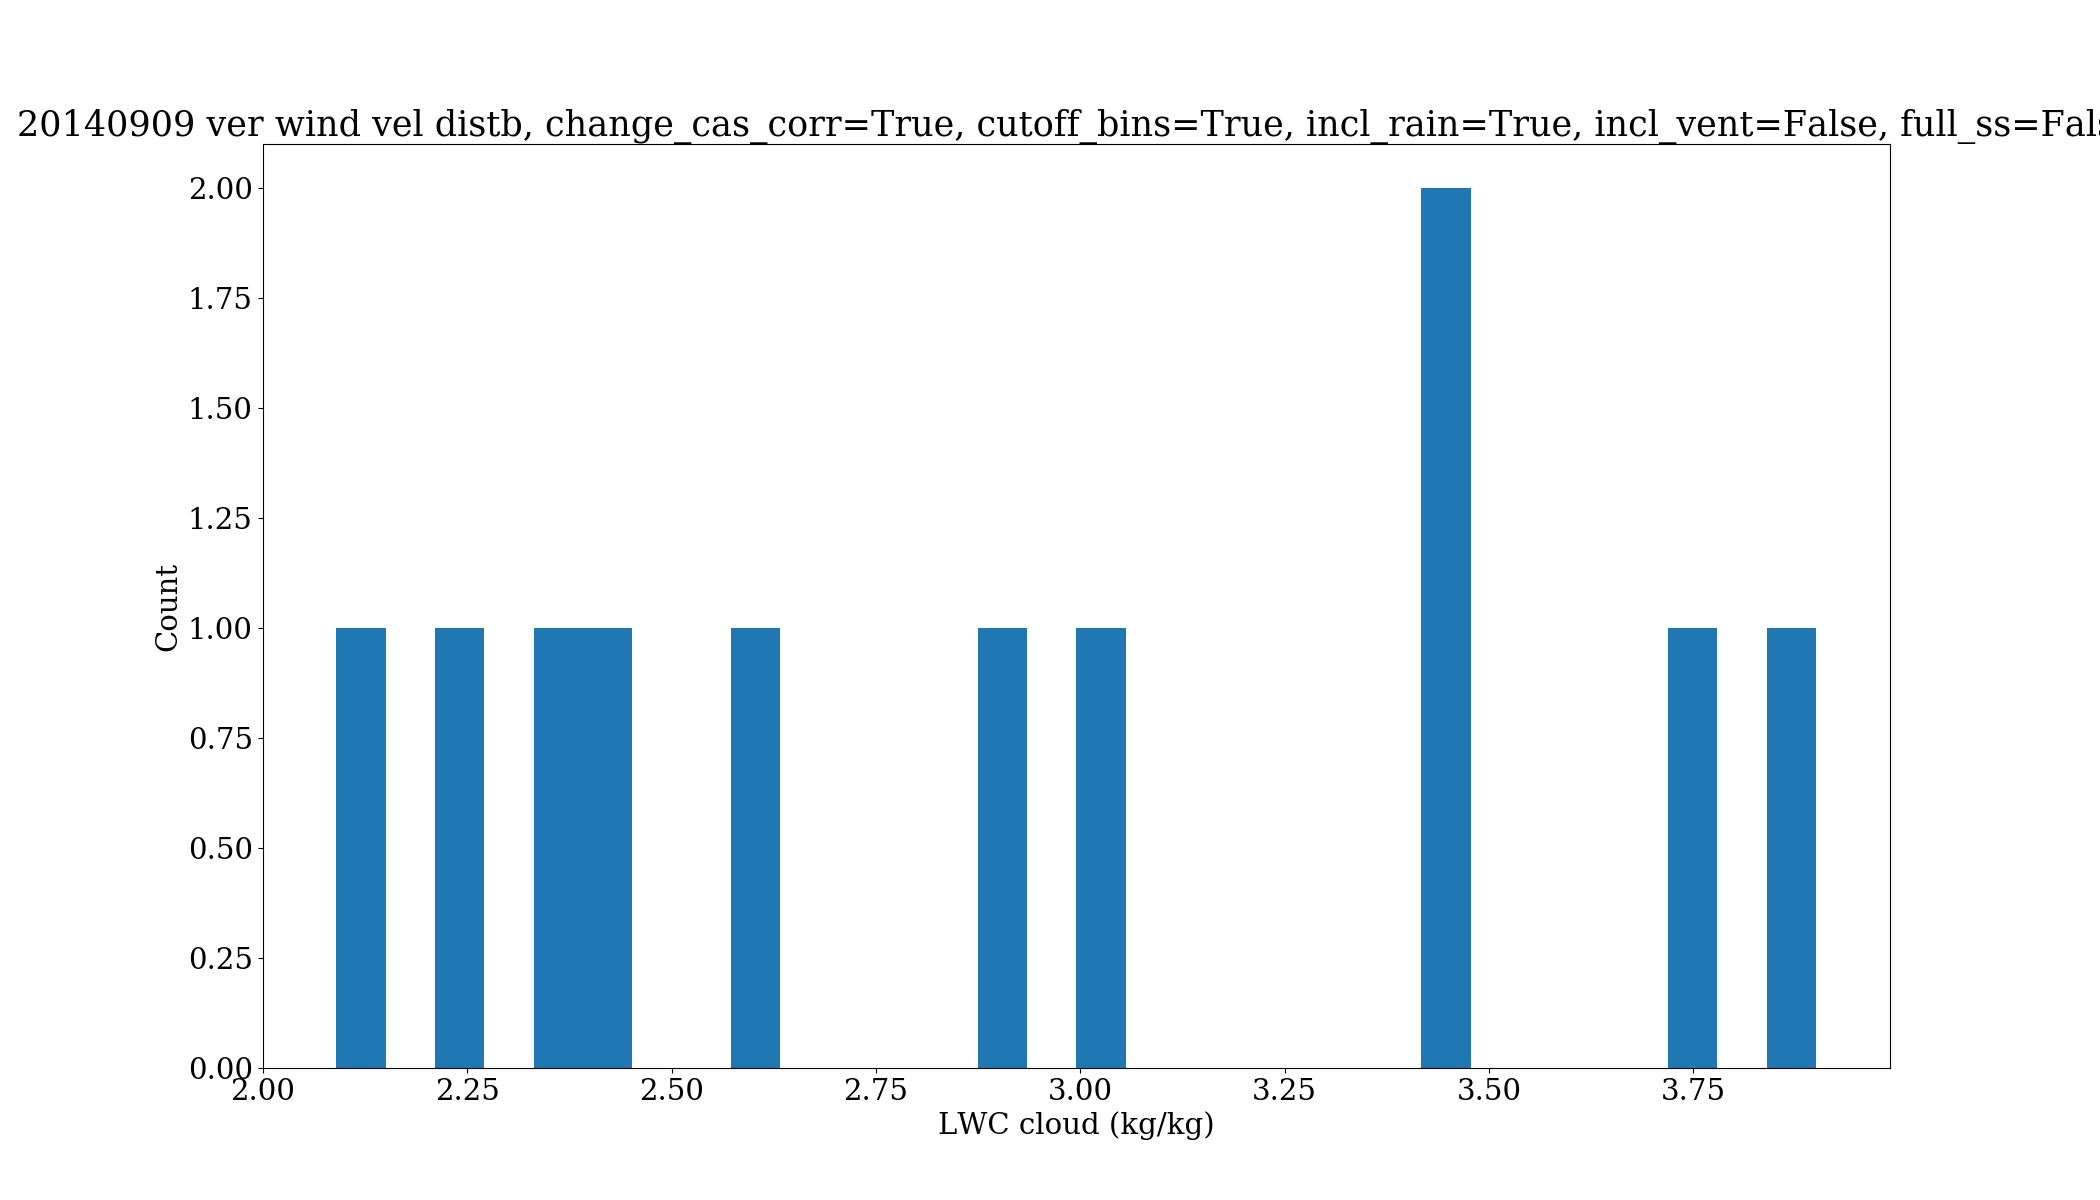 20140909 ver wind vel distb, change_cas_corr=True, cutoff_bins=True, incl_rain=True, incl_vent=False, full_ss=Fals
2.00
1.75
1.50
1.25
1.00
0.75
0.50
0.25
0.00
Count
2.00 2.25 2.50 2.75 3.00 3.25 3.50 3.75
LWC cloud (kg/kg)